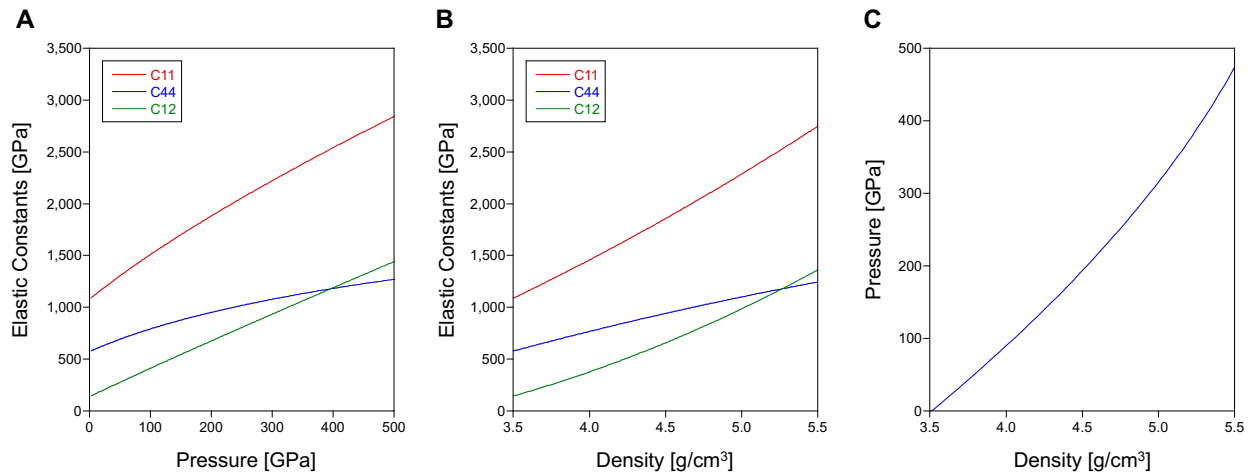 A
Elastic Constants [GPa]
3,500
3,000
2,500
2,000
1,500
1,000
500
0
C11
C44
C12
0 100 200 300 400 500
Pressure [GPa]
B
Elastic Constants [GPa]
3,500
3,000
2,500
2,000
1,500
1,000
500
0
C11
C44
C12
3.5 4.0 4.5 5.0 5.5
Density [g/cm³]
C
Pressure [GPa]
500
400
300
200
100
0
3.5 4.0 4.5 5.0 5.5
Density [g/cm³]